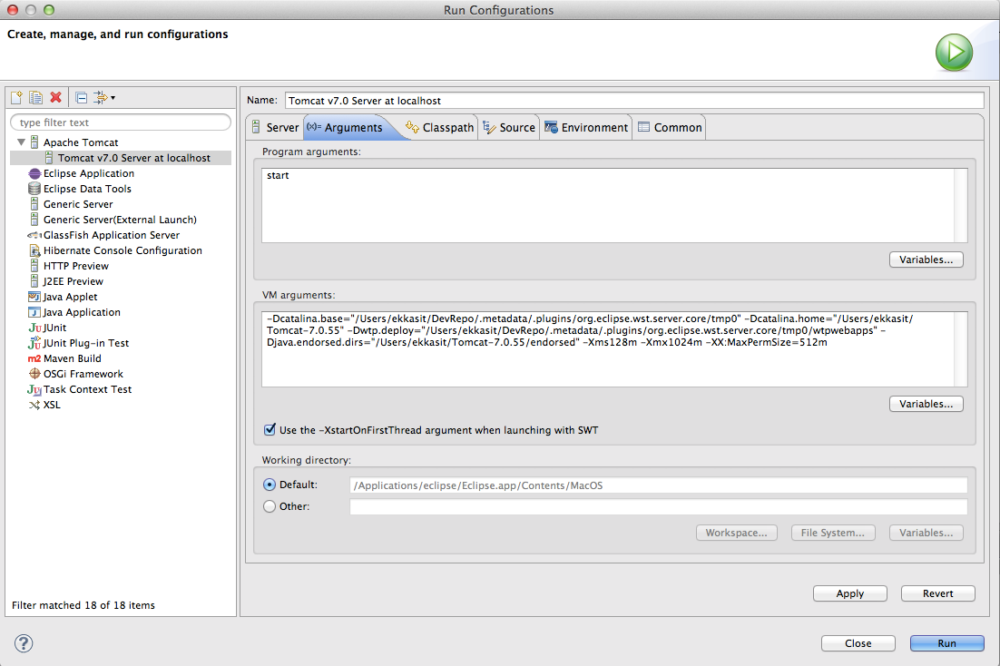 Run Configurations
Create, manage, and run configurations
type filter text
Apache Tomcat
Tomcat v7.0 Server at localhost
Eclipse Application
Eclipse Data Tools
Generic Server
Generic Server(External Launch)
GlassFish Application Server
Hibernate Console Configuration
HTTP Preview
J2EE Preview
Java Applet
Java Application
JUnit
JUnit Plug-in Test
Maven Build
OSGi Framework
Task Context Test
XSL
Filter matched 18 of 18 items
Name: Tomcat v7.0 Server at localhost
Server (x)= Arguments Classpath Source Environment Common
Program arguments:
start
Variables...
VM arguments:
-Dcatalina.base="/Users/ekkasit/DevRepo/.metadata/.plugins/org.eclipse.wst.server.core/tmp0" -Dcatalina.home="/Users/ekkasit/
Tomcat-7.0.55" -Dwtp.deploy="/Users/ekkasit/DevRepo/.metadata/.plugins/org.eclipse.wst.server.core/tmp0/wtpwebapps" -
Djava.endorsed.dirs="/Users/ekkasit/Tomcat-7.0.55/endorsed" -Xms128m -Xmx1024m -XX:MaxPermSize=512m
Variables...
Use the -XstartOnFirstThread argument when launching with SWT
Working directory:
Default: /Applications/eclipse/Eclipse.app/Contents/MacOS
Other:
Workspace... File System... Variables...
Apply Revert
? Close Run